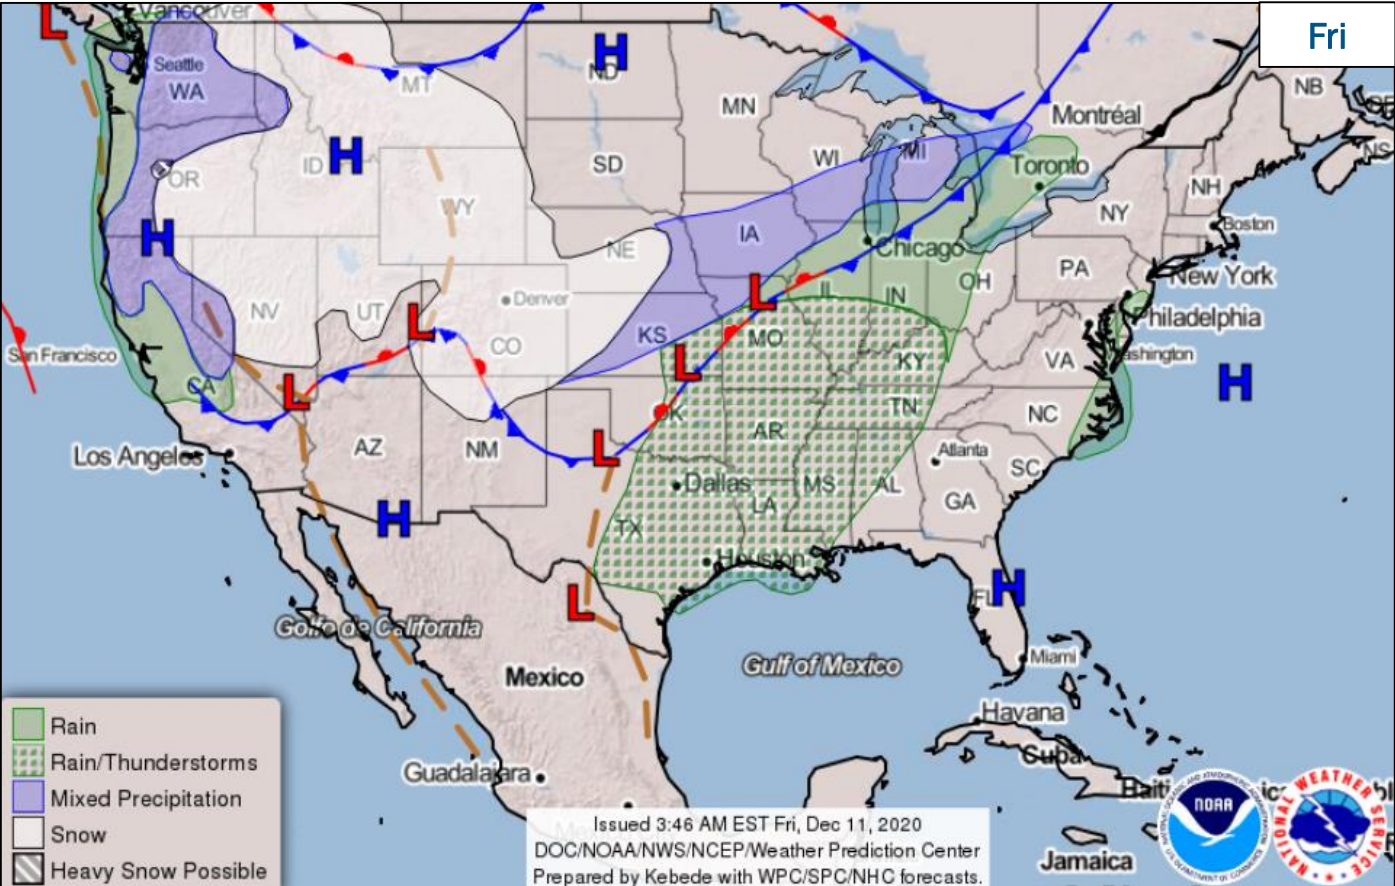 Fri
L
Vancouver
Seattle
WA
MT
H
ND
MN
Montréal
NB
NS
OR
ID
H
SD
WI
MI
Toronto
NH
WY
NY
Boston
H
NE
IA
Chicago
PA
New York
NV
UT
Denver
L
IL
IN
OH
Philadelphia
San Francisco
L
CO
KS
MO
KY
VA
ashington
CA
L
L
H
OK
TN
NC
Los Angeles
AZ
NM
L
AR
Atlanta
SC
Dallas
LA
MS
AL
GA
H
TX
Houston
L
FL
H
Golfo de California
Mexico
Gulf of Mexico
Miami
Havana
Cuba
Guadalajara
Haiti
Jamaica
Rain
Rain/Thunderstorms
Mixed Precipitation
Snow
Heavy Snow Possible
Issued 3:46 AM EST Fri, Dec 11, 2020
DOC/NOAA/NWS/NCEP/Weather Prediction Center
Prepared by Kebede with WPC/SPC/NHC forecasts.
NOAA
NATIONAL WEATHER SERVICE